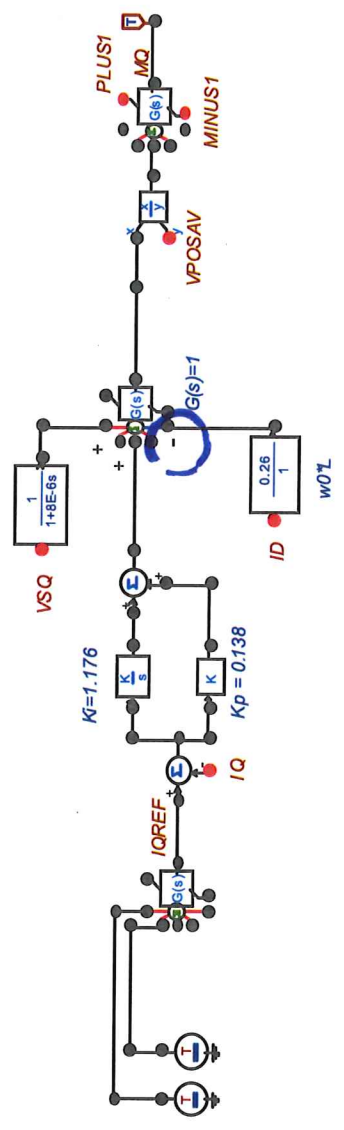 T
T
G(s)
IQREF
+
Σ
-
IQ
K
s
Ki=1.176
K
Kp = 0.138
+
Σ
+
VSQ
1
1+8E-6s
+
+
-
G(s)
G(s)=1
ID
0.26
1
w0*L
x
y
x
y
VPOSAV
G(s)
PLUS1
MQ
MINUS1
T